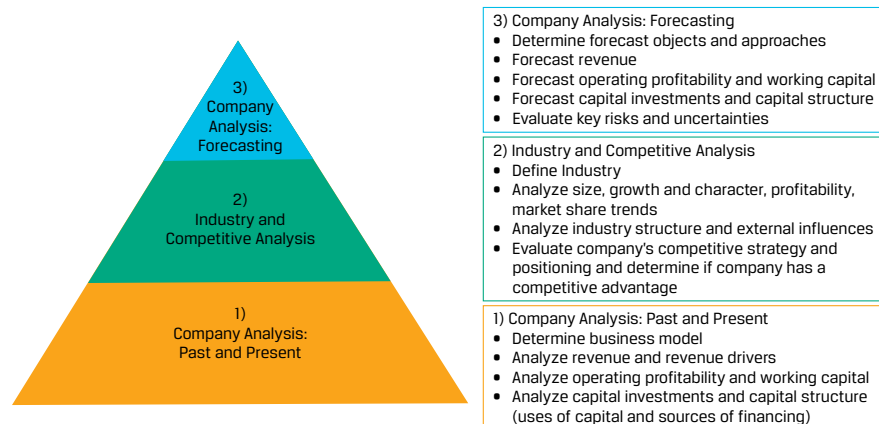 3)
Company
Analysis:
Forecasting
2)
Industry and
Competitive Analysis
1)
Company Analysis:
Past and Present
3) Company Analysis: Forecasting
• Determine forecast objects and approaches
• Forecast revenue
• Forecast operating profitability and working capital
• Forecast capital investments and capital structure
• Evaluate key risks and uncertainties
2) Industry and Competitive Analysis
• Define Industry
• Analyze size, growth and character, profitability,
market share trends
• Analyze industry structure and external influences
• Evaluate company's competitive strategy and
positioning and determine if company has a
competitive advantage
1) Company Analysis: Past and Present
• Determine business model
• Analyze revenue and revenue drivers
• Analyze operating profitability and working capital
• Analyze capital investments and capital structure
(uses of capital and sources of financing)